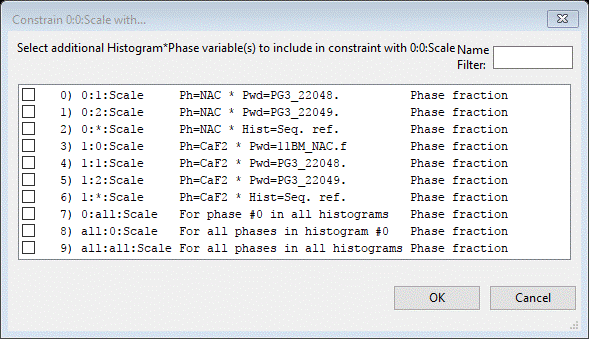 Constrain 0:0:Scale with...
Select additional Histogram*Phase variable(s) to include in constraint with 0:0:Scale Name Filter:
0) 0:1:Scale Ph=NAC * Pwd=PG3_22048. Phase fraction
1) 0:2:Scale Ph=NAC * Pwd=PG3_22049. Phase fraction
2) 0:*:Scale Ph=NAC * Hist=Seq. ref. Phase fraction
3) 1:0:Scale Ph=CaF2 * Pwd=11BM_NAC.f Phase fraction
4) 1:1:Scale Ph=CaF2 * Pwd=PG3_22048. Phase fraction
5) 1:2:Scale Ph=CaF2 * Pwd=PG3_22049. Phase fraction
6) 1:*:Scale Ph=CaF2 * Hist=Seq. ref. Phase fraction
7) 0:all:Scale For phase #0 in all histograms Phase fraction
8) all:0:Scale For all phases in histogram #0 Phase fraction
9) all:all:Scale For all phases in all histograms Phase fraction
OK Cancel